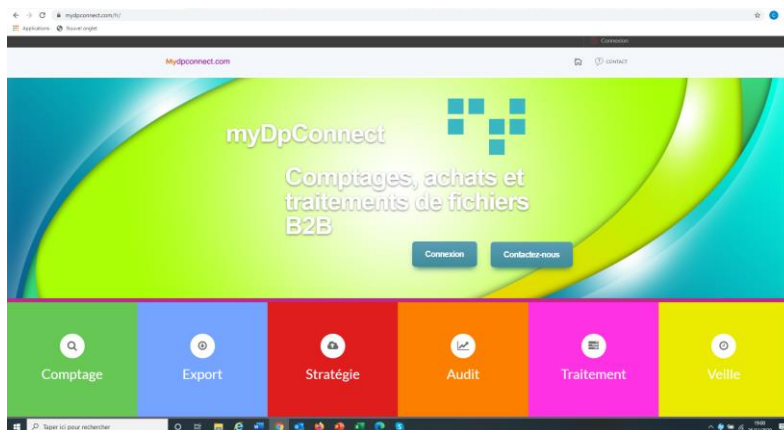 mydpconnect.com/fr/
Applications Nouvel onglet
Connexion
Mydpconnect.com CONTACT
myDpConnect
Comptages, achats et
traitements de fichiers
B2B
Connexion Contactez-nous
Comptage Export Stratégie Audit Traitement Veille
Taper ici pour rechercher